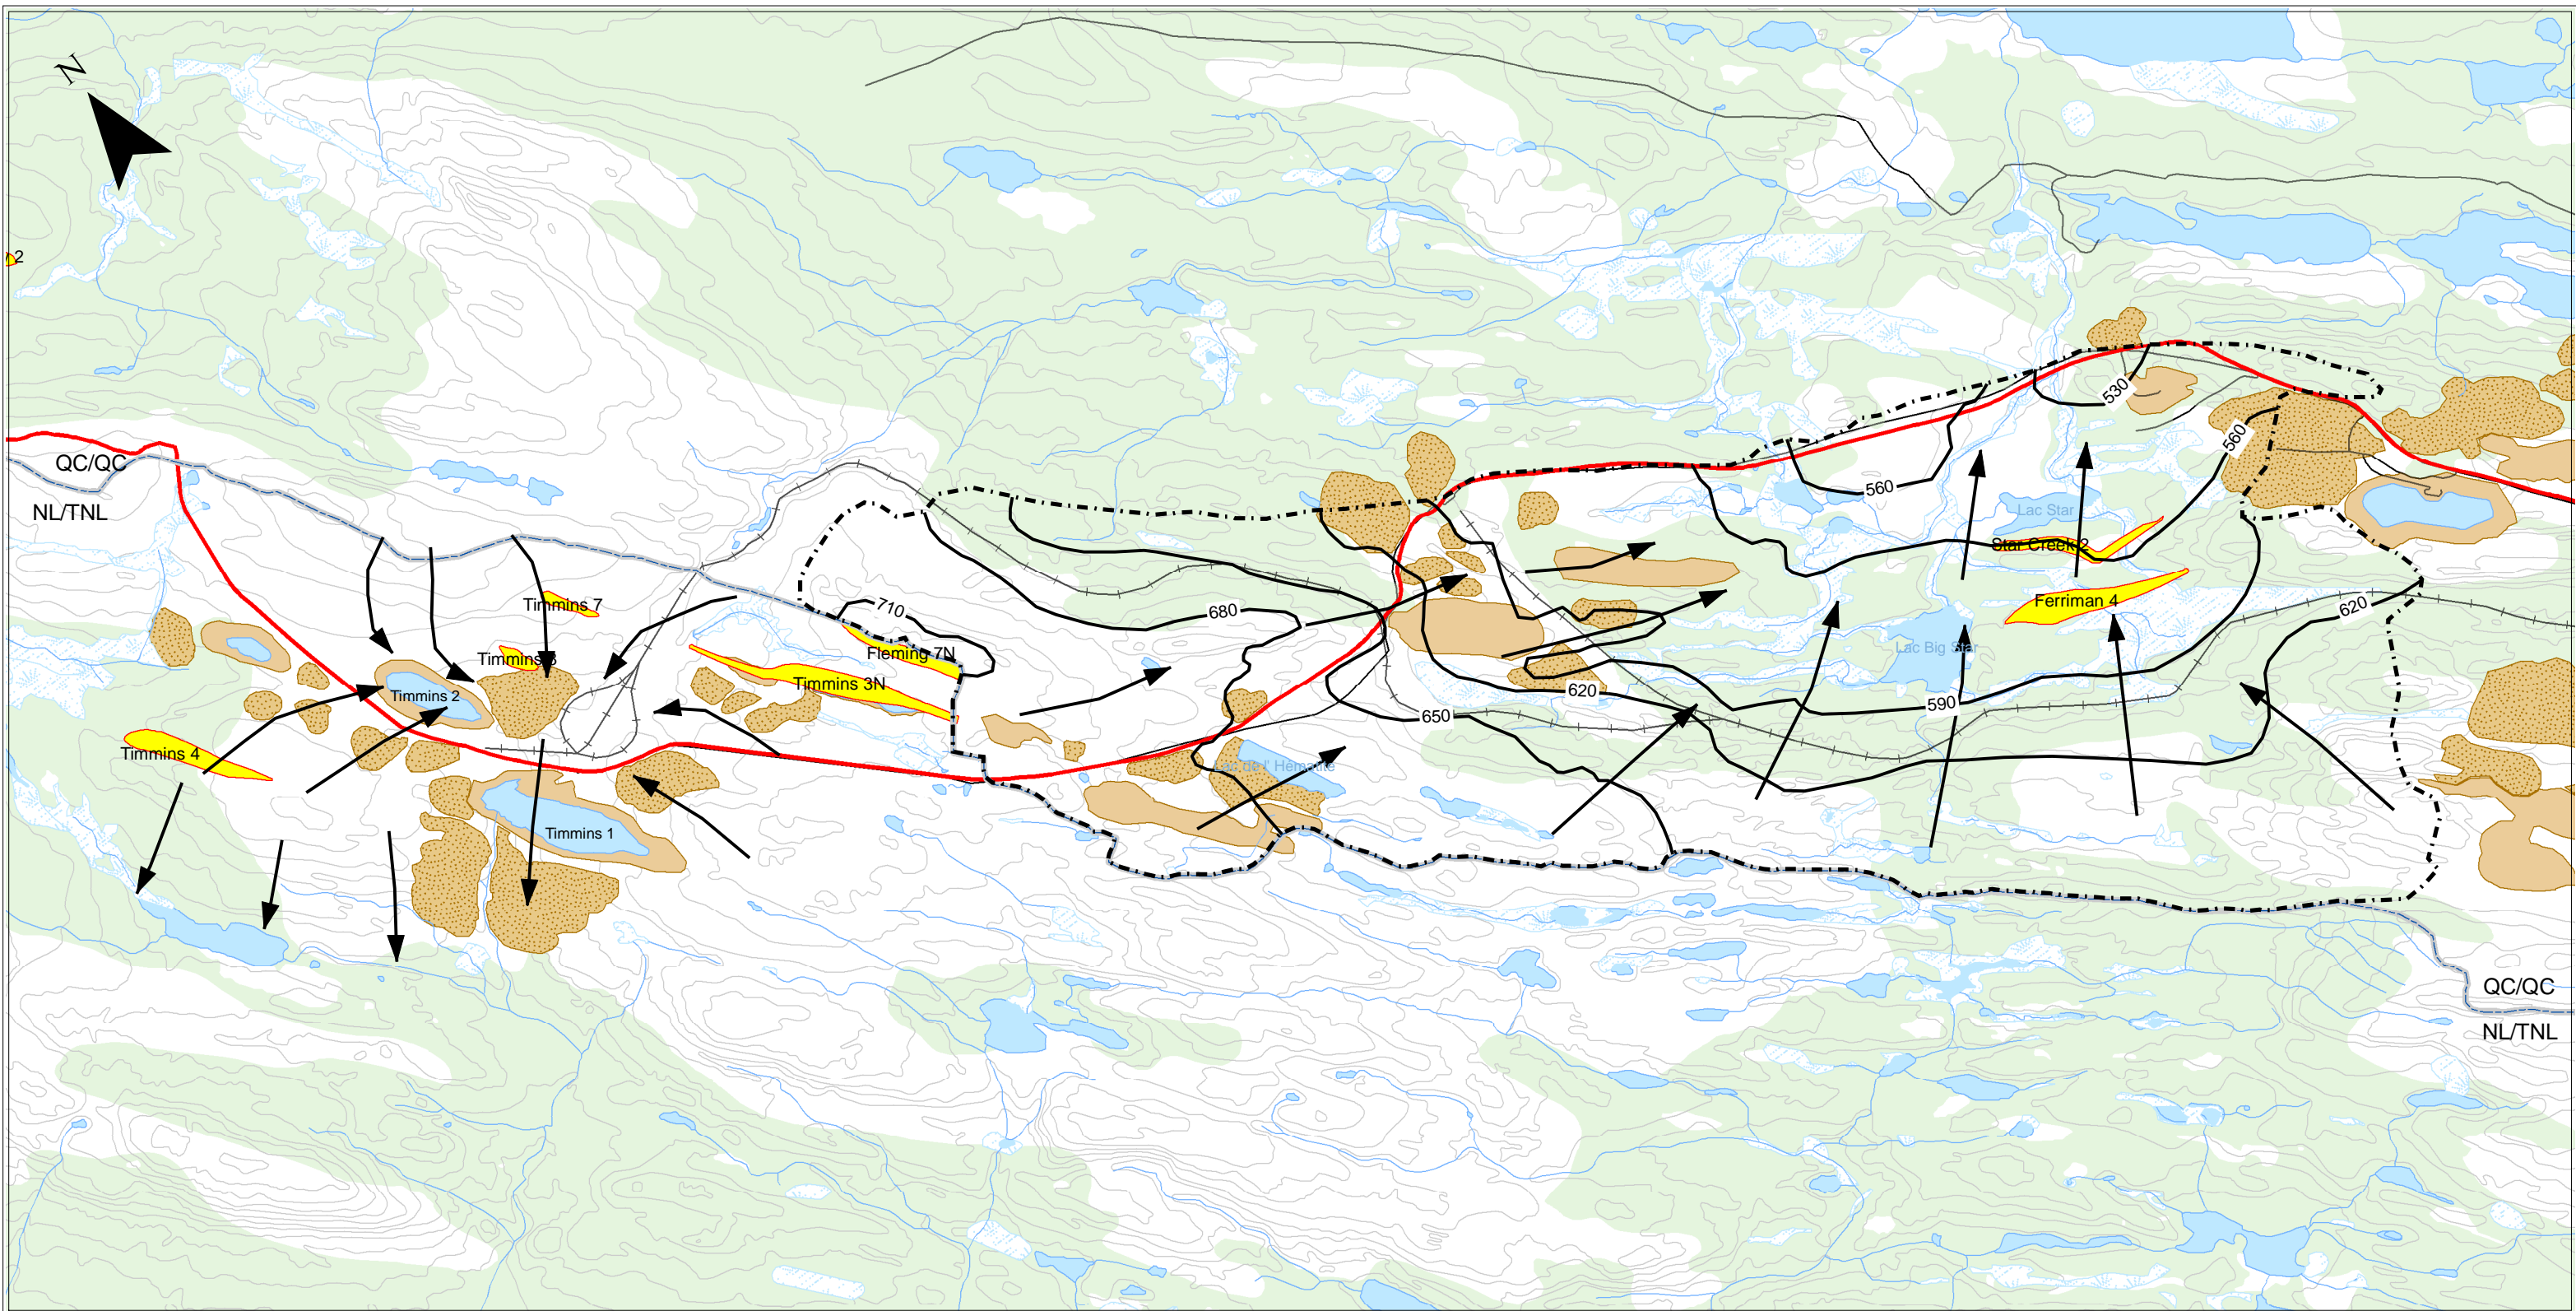 N
2
QC/QC
NL/TNL
530
560
560
Lac Star
Star Creek 2
Timmins 7
710
680
Ferriman 4
620
Fleming 7N
Lac Big Star
Timmins 8
Timmins 3N
Timmins 2
620
590
650
Timmins 4
Lac de l' Hematite
Timmins 1
QC/QC
NL/TNL